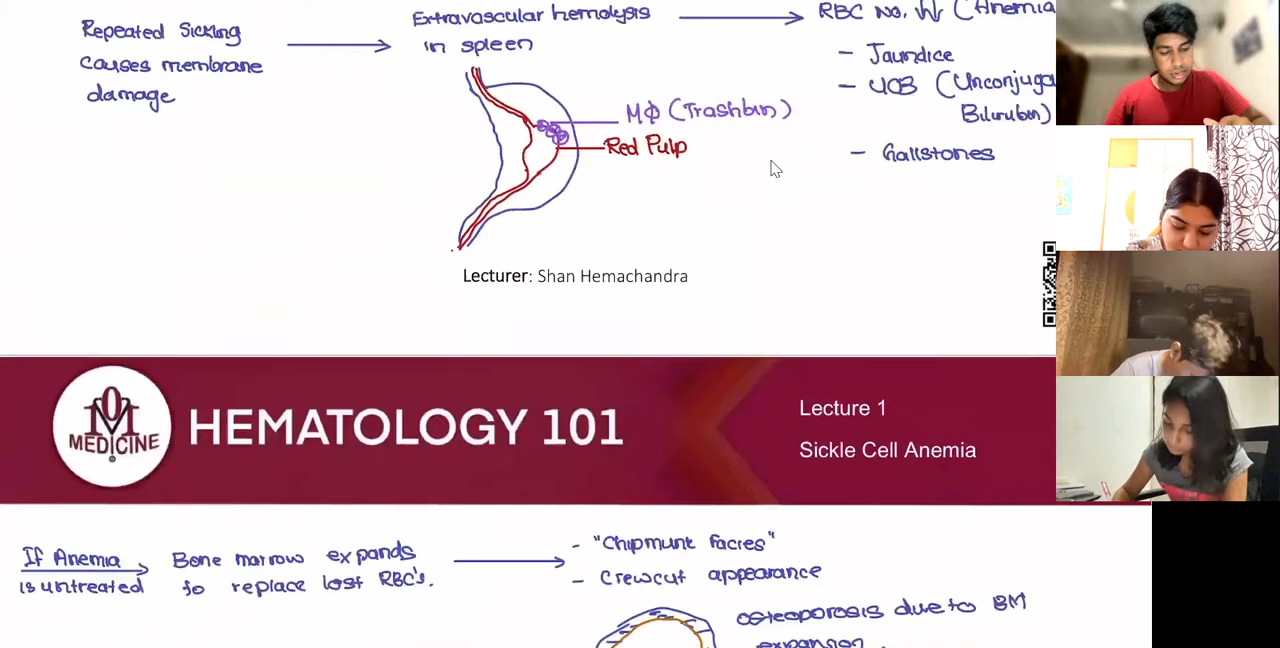 Repeated Sickling
causes membrane
damage
Extravascular hemolysis
in spleen
RBC No. ↓↓ (Anemia
- Jaundice
- UCB (Unconjuga
Bilirubin)
- Gallstones
MΦ (Trashbin)
Red Pulp
Lecturer: Shan Hemachandra
M
MEDICINE
HEMATOLOGY 101
Lecture 1
Sickle Cell Anemia
If Anemia
is untreated
Bone marrow expands
to replace lost RBC's.
- "Chipmunk Facies"
- Crewcut appearance
osteoporosis due to BM
expansion.